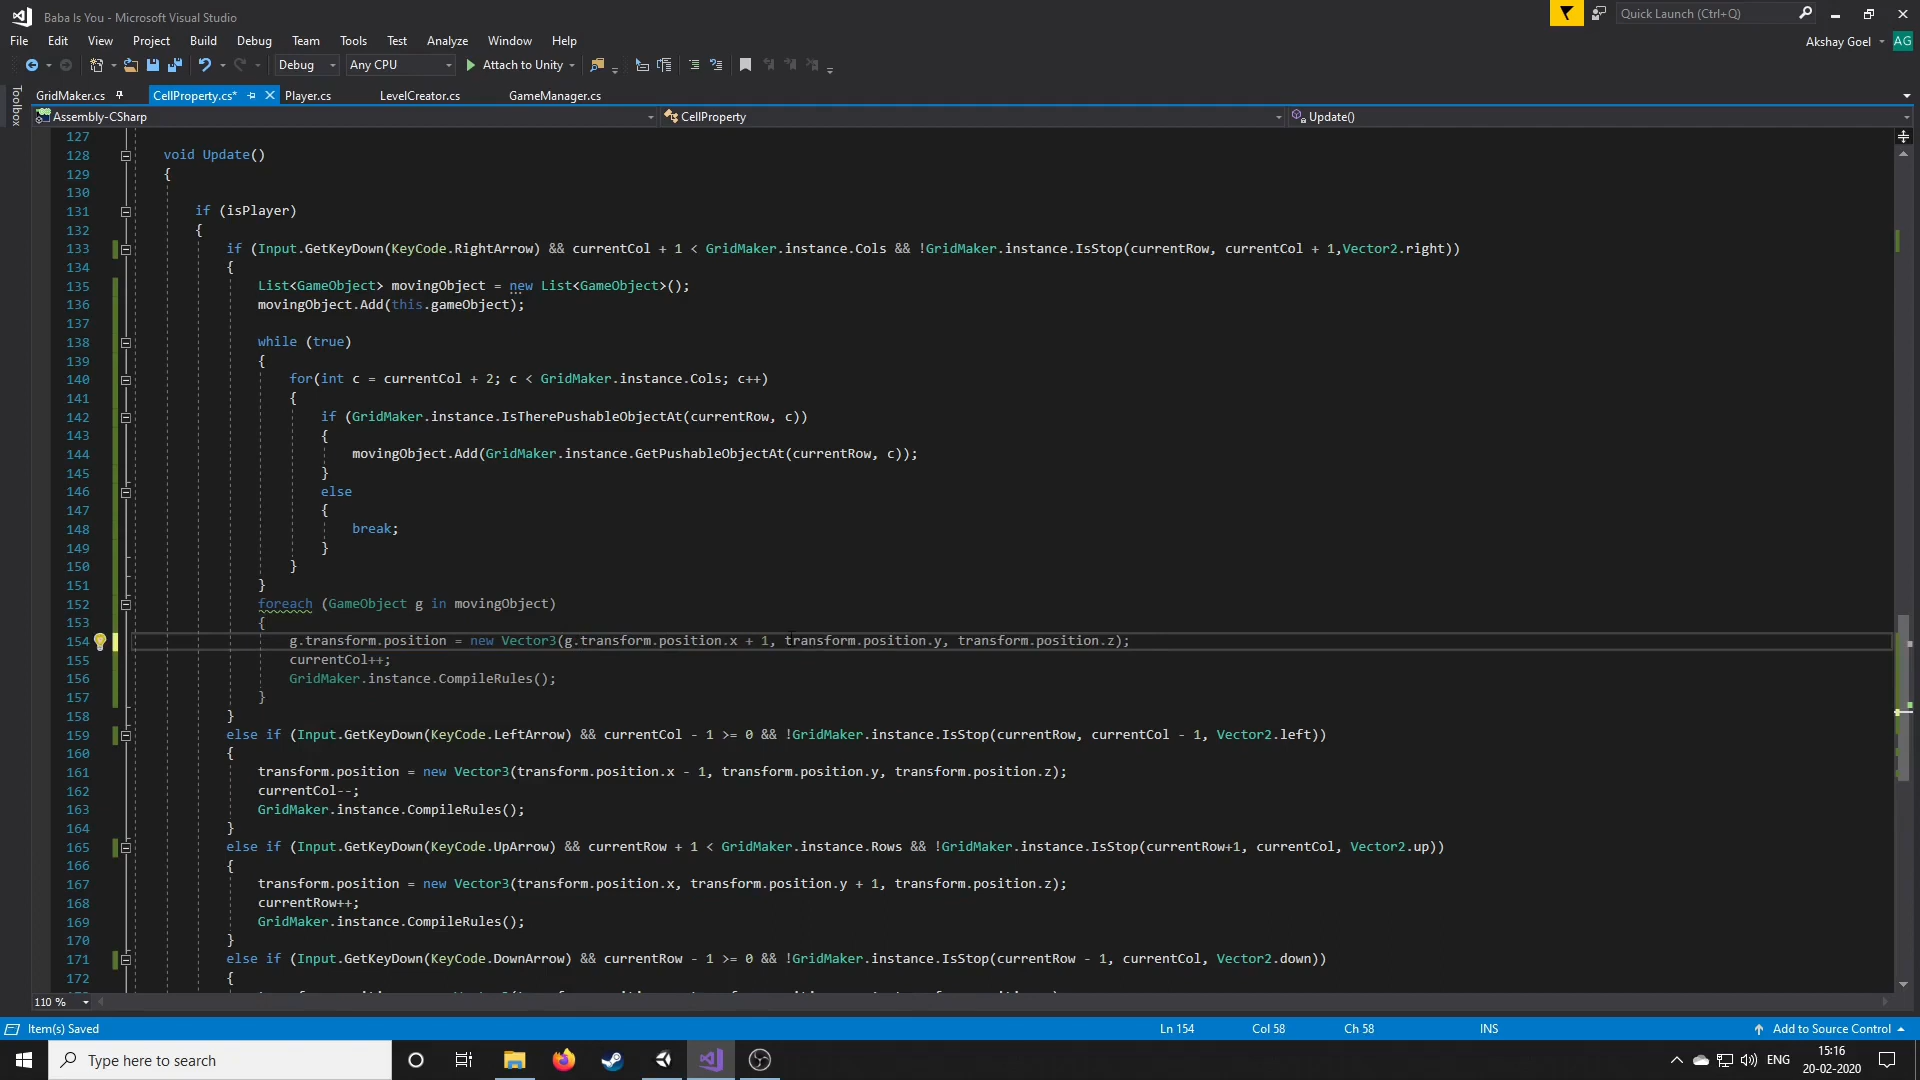 Baba Is You - Microsoft Visual Studio
Quick Launch (Ctrl+Q)
File Edit View Project Build Debug Team Tools Test Analyze Window Help
Akshay Goel AG
Debug Any CPU Attach to Unity
Toolbox
GridMaker.cs CellProperty.cs* Player.cs LevelCreator.cs GameManager.cs
Assembly-CSharp CellProperty Update()
127
128 void Update()
129 {
130
131 if (isPlayer)
132 {
133 if (Input.GetKeyDown(KeyCode.RightArrow) && currentCol + 1 < GridMaker.instance.Cols && !GridMaker.instance.IsStop(currentRow, currentCol + 1,Vector2.right))
134 {
135 List<GameObject> movingObject = new List<GameObject>();
136 movingObject.Add(this.gameObject);
137
138 while (true)
139 {
140 for(int c = currentCol + 2; c < GridMaker.instance.Cols; c++)
141 {
142 if (GridMaker.instance.IsTherePushableObjectAt(currentRow, c))
143 {
144 movingObject.Add(GridMaker.instance.GetPushableObjectAt(currentRow, c));
145 }
146 else
147 {
148 break;
149 }
150 }
151 }
152 foreach (GameObject g in movingObject)
153 {
154 g.transform.position = new Vector3(g.transform.position.x + 1, transform.position.y, transform.position.z);
155 currentCol++;
156 GridMaker.instance.CompileRules();
157 }
158 }
159 else if (Input.GetKeyDown(KeyCode.LeftArrow) && currentCol - 1 >= 0 && !GridMaker.instance.IsStop(currentRow, currentCol - 1, Vector2.left))
160 {
161 transform.position = new Vector3(transform.position.x - 1, transform.position.y, transform.position.z);
162 currentCol--;
163 GridMaker.instance.CompileRules();
164 }
165 else if (Input.GetKeyDown(KeyCode.UpArrow) && currentRow + 1 < GridMaker.instance.Rows && !GridMaker.instance.IsStop(currentRow+1, currentCol, Vector2.up))
166 {
167 transform.position = new Vector3(transform.position.x, transform.position.y + 1, transform.position.z);
168 currentRow++;
169 GridMaker.instance.CompileRules();
170 }
171 else if (Input.GetKeyDown(KeyCode.DownArrow) && currentRow - 1 >= 0 && !GridMaker.instance.IsStop(currentRow - 1, currentCol, Vector2.down))
172 {
110 %
Item(s) Saved Ln 154 Col 58 Ch 58 INS Add to Source Control
Type here to search
ENG 15:16
20-02-2020